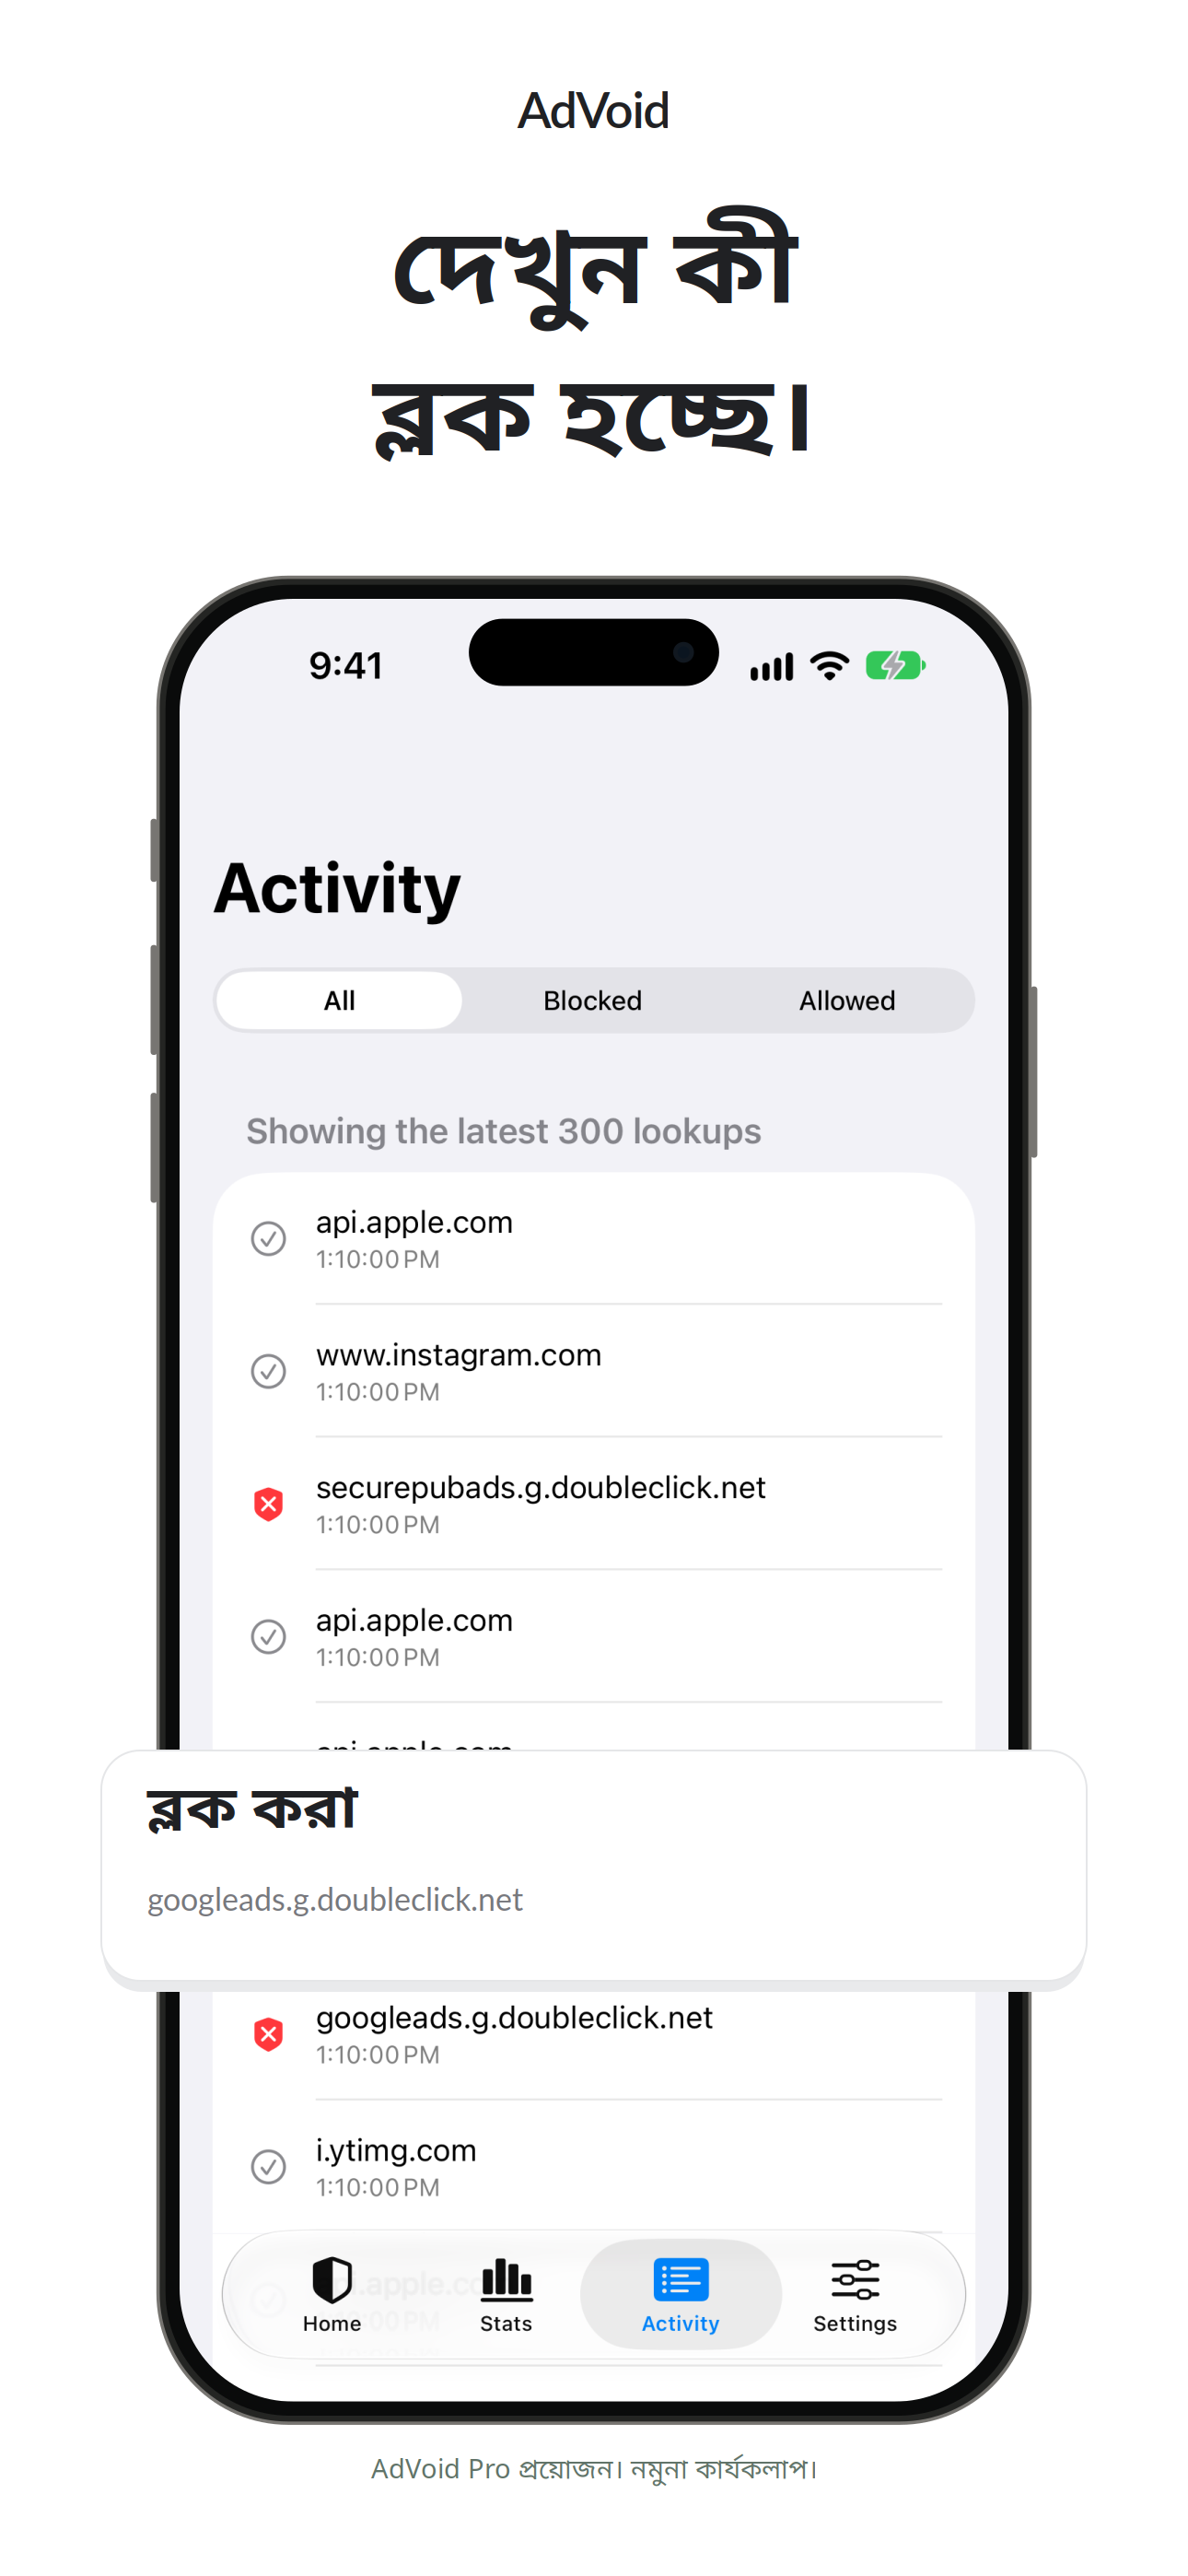 AdVoid
দেখুন কী
ব্লক হচ্ছে।
9:41
Activity
All Blocked Allowed
Showing the latest 300 lookups
api.apple.com
1:10:00 PM
www.instagram.com
1:10:00 PM
securepubads.g.doubleclick.net
1:10:00 PM
api.apple.com
1:10:00 PM
ব্লক করা
googleads.g.doubleclick.net
googleads.g.doubleclick.net
1:10:00 PM
i.ytimg.com
1:10:00 PM
Home Stats Activity Settings
AdVoid Pro প্রয়োজন। নমুনা কার্যকলাপ।